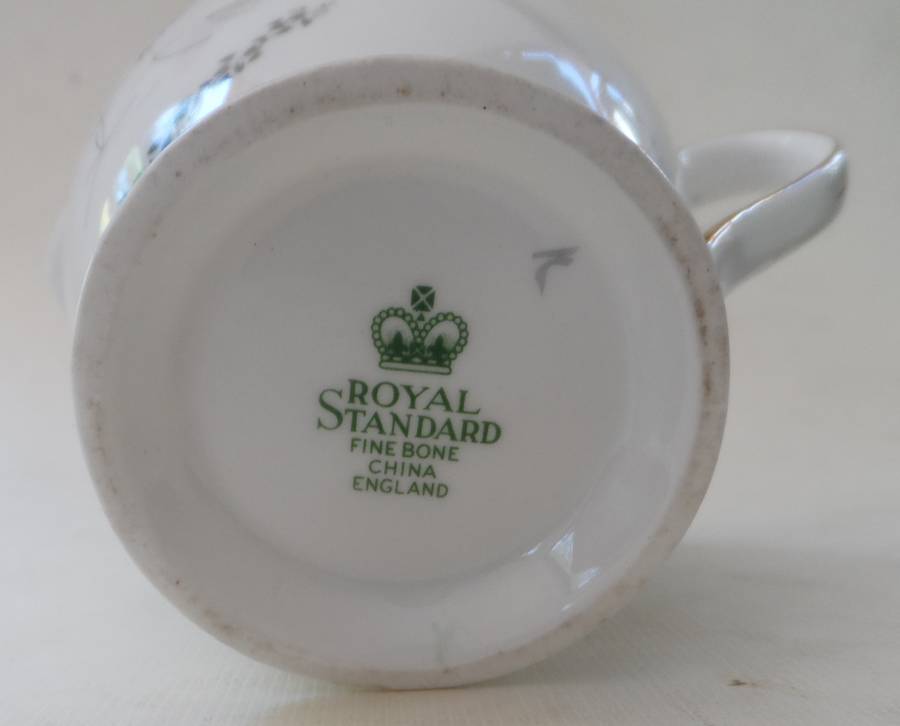 ROYAL
STANDARD
FINE BONE
CHINA
ENGLAND